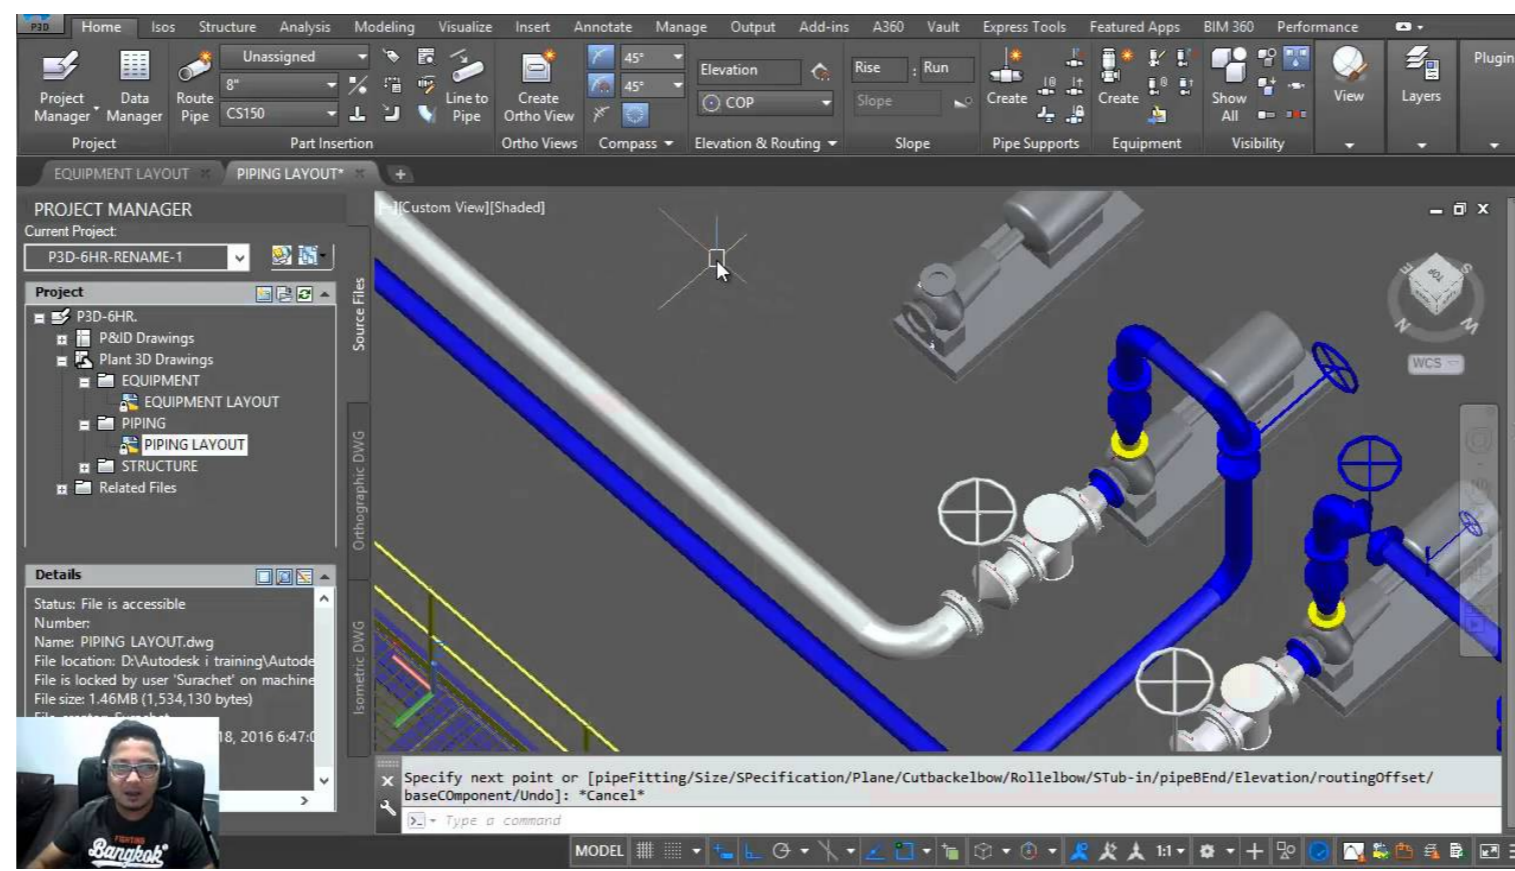 P3D
Home Isos Structure Analysis Modeling Visualize Insert Annotate Manage Output Add-ins A360 Vault Express Tools Featured Apps BIM 360 Performance
Unassigned
8"
CS150
Project Manager
Data Manager
Route Pipe
Line to Pipe
Create Ortho View
45°
45°
Elevation
COP
Rise : Run
Slope
Create
Create
Show All
View
Layers
Plugin
Project Part Insertion Ortho Views Compass Elevation & Routing Slope Pipe Supports Equipment Visibility
EQUIPMENT LAYOUT PIPING LAYOUT* +
PROJECT MANAGER
Current Project:
P3D-6HR-RENAME-1
Project
P3D-6HR.
P&ID Drawings
Plant 3D Drawings
EQUIPMENT
EQUIPMENT LAYOUT
PIPING
PIPING LAYOUT
STRUCTURE
Related Files
Source Files
Orthographic DWG
Isometric DWG
Details
Status: File is accessible
Number:
Name: PIPING LAYOUT.dwg
File location: D:\Autodesk i training\Autode
File is locked by user 'Surachet' on machine
File size: 1.46MB (1,534,130 bytes)
18, 2016 6:47:0
FIGHTING
Bangkok
[Custom View][Shaded]
TOP
E S
N W
WCS
Specify next point or [pipeFitting/Size/SPecification/Plane/Cutbackelbow/Rollelbow/STub-in/pipeBEnd/Elevation/routingOffset/
baseCOmponent/Undo]: *Cancel*
Type a command
MODEL 1:1